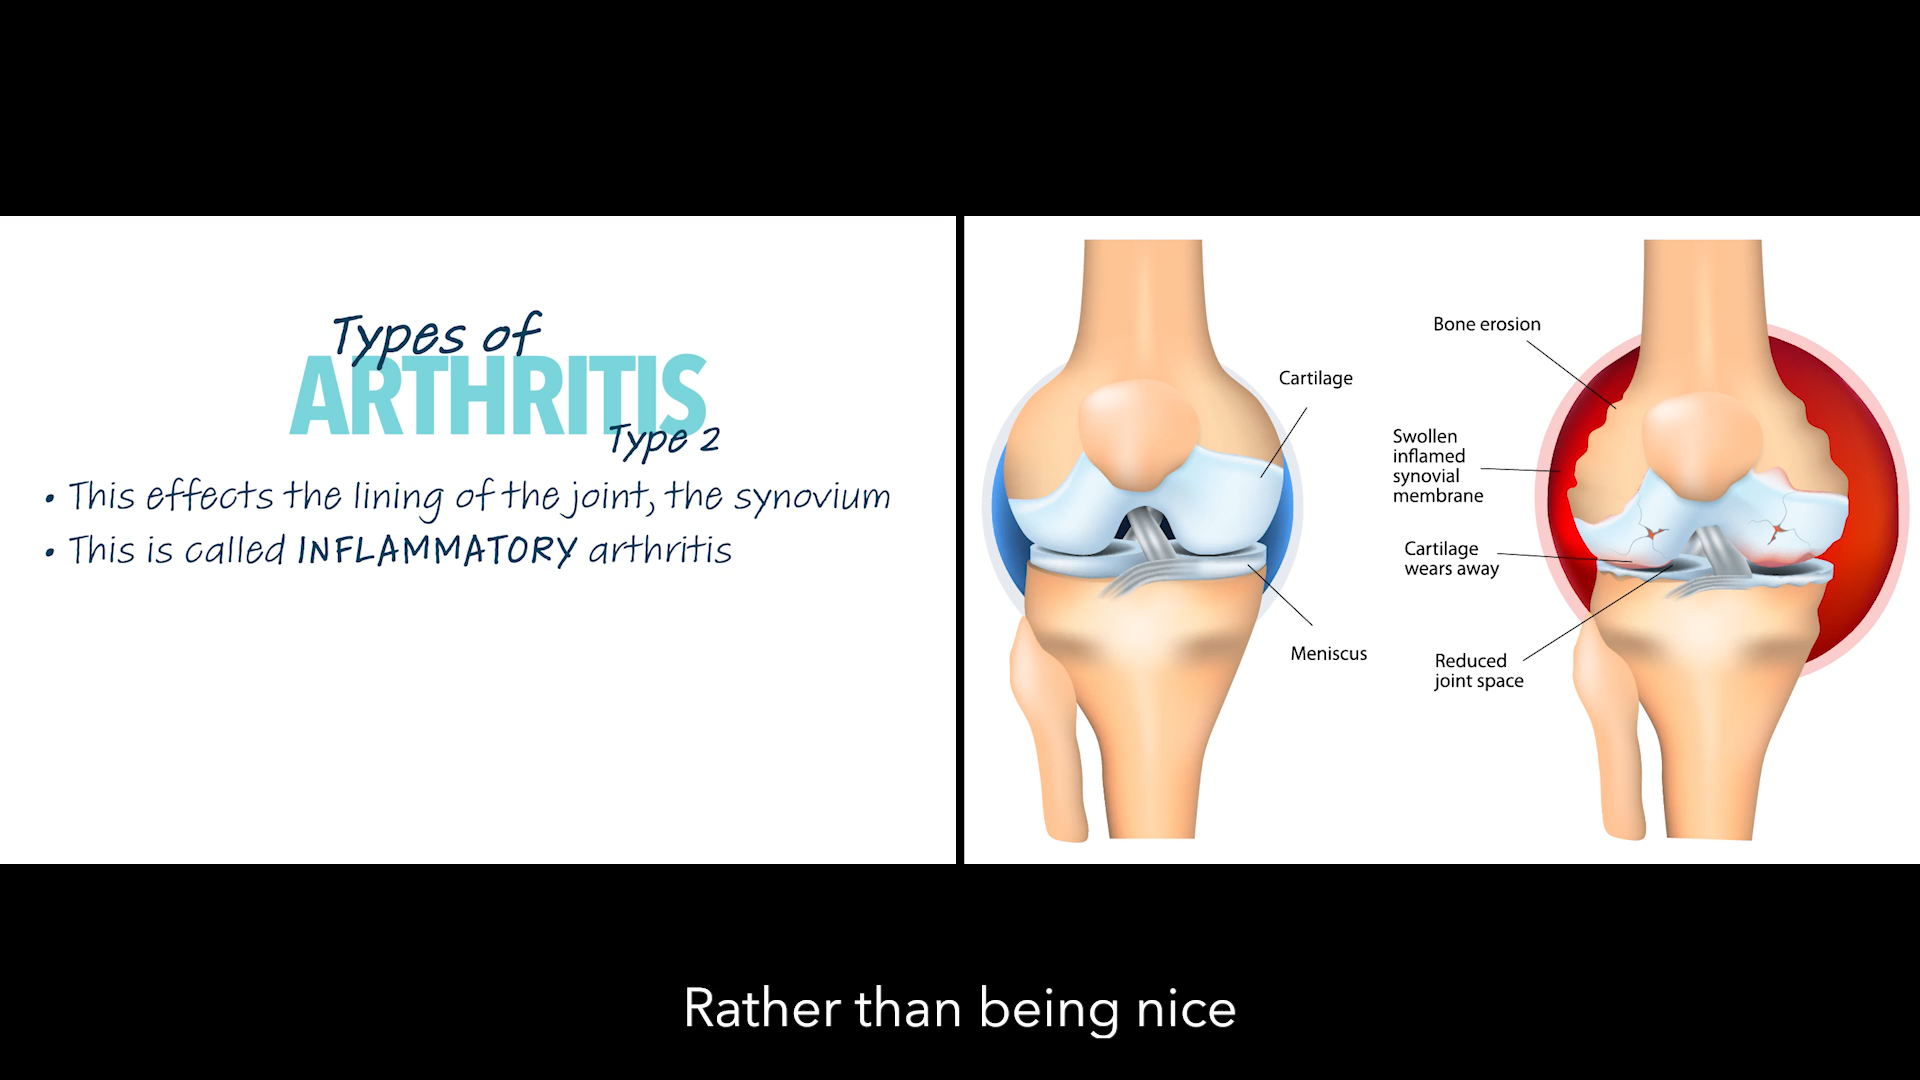 Types of
ARTHRITIS
Type 2
• This effects the lining of the joint, the synovium
• This is called INFLAMMATORY arthritis
Cartilage
Meniscus
Bone erosion
Swollen
inflamed
synovial
membrane
Cartilage
wears away
Reduced
joint space
Rather than being nice